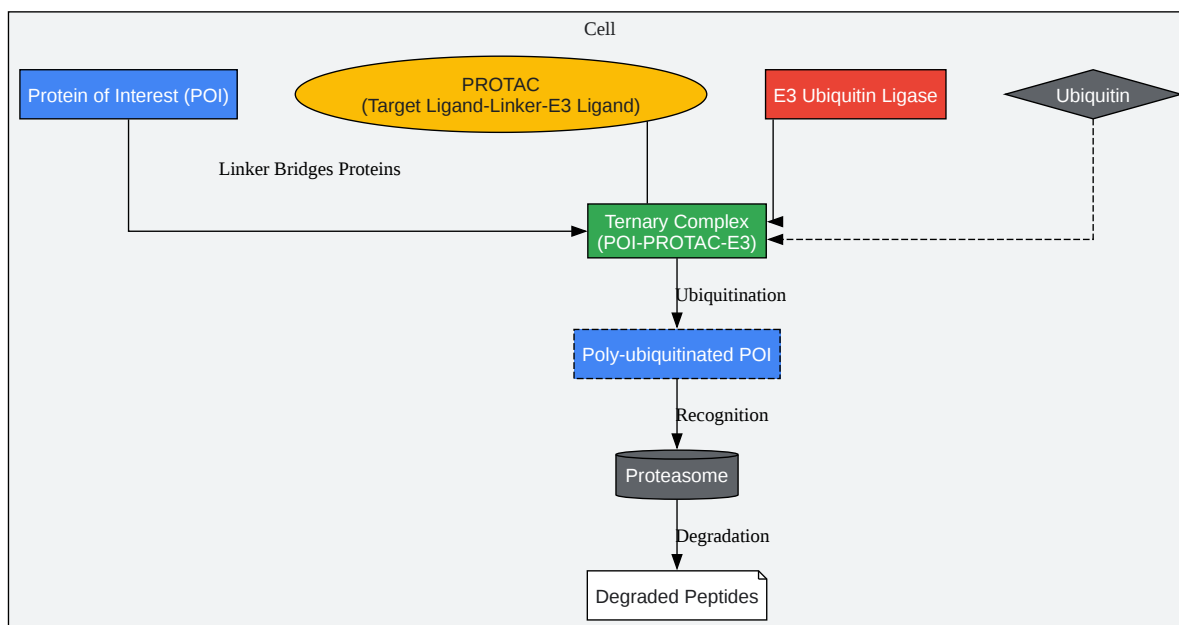 Cell
Protein of Interest (POI)
PROTAC
(Target Ligand-Linker-E3 Ligand)
E3 Ubiquitin Ligase
Ubiquitin
Linker Bridges Proteins
Ternary Complex
(POI-PROTAC-E3)
Ubiquitination
Poly-ubiquitinated POI
Recognition
Proteasome
Degradation
Degraded Peptides